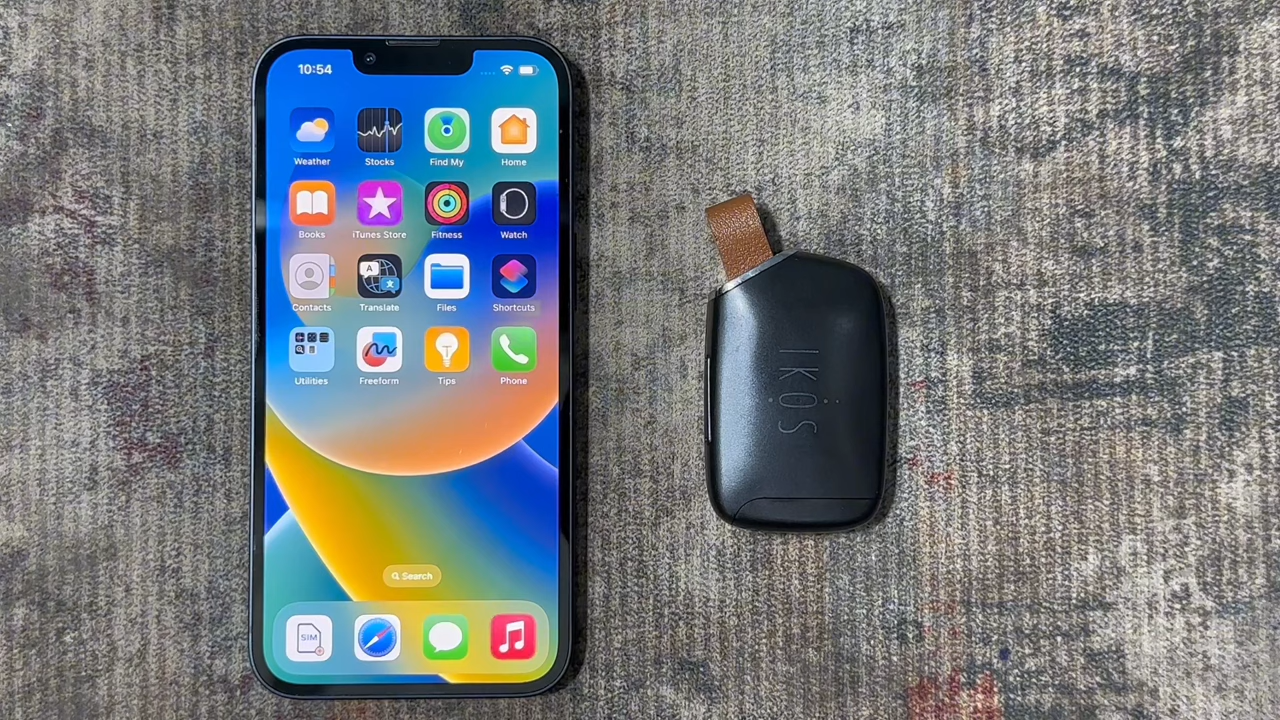 10:54
Weather Stocks Find My Home
Books iTunes Store Fitness Watch
Contacts Translate Files Shortcuts
Utilities Freeform Tips Phone
Search
SIM
IKOS